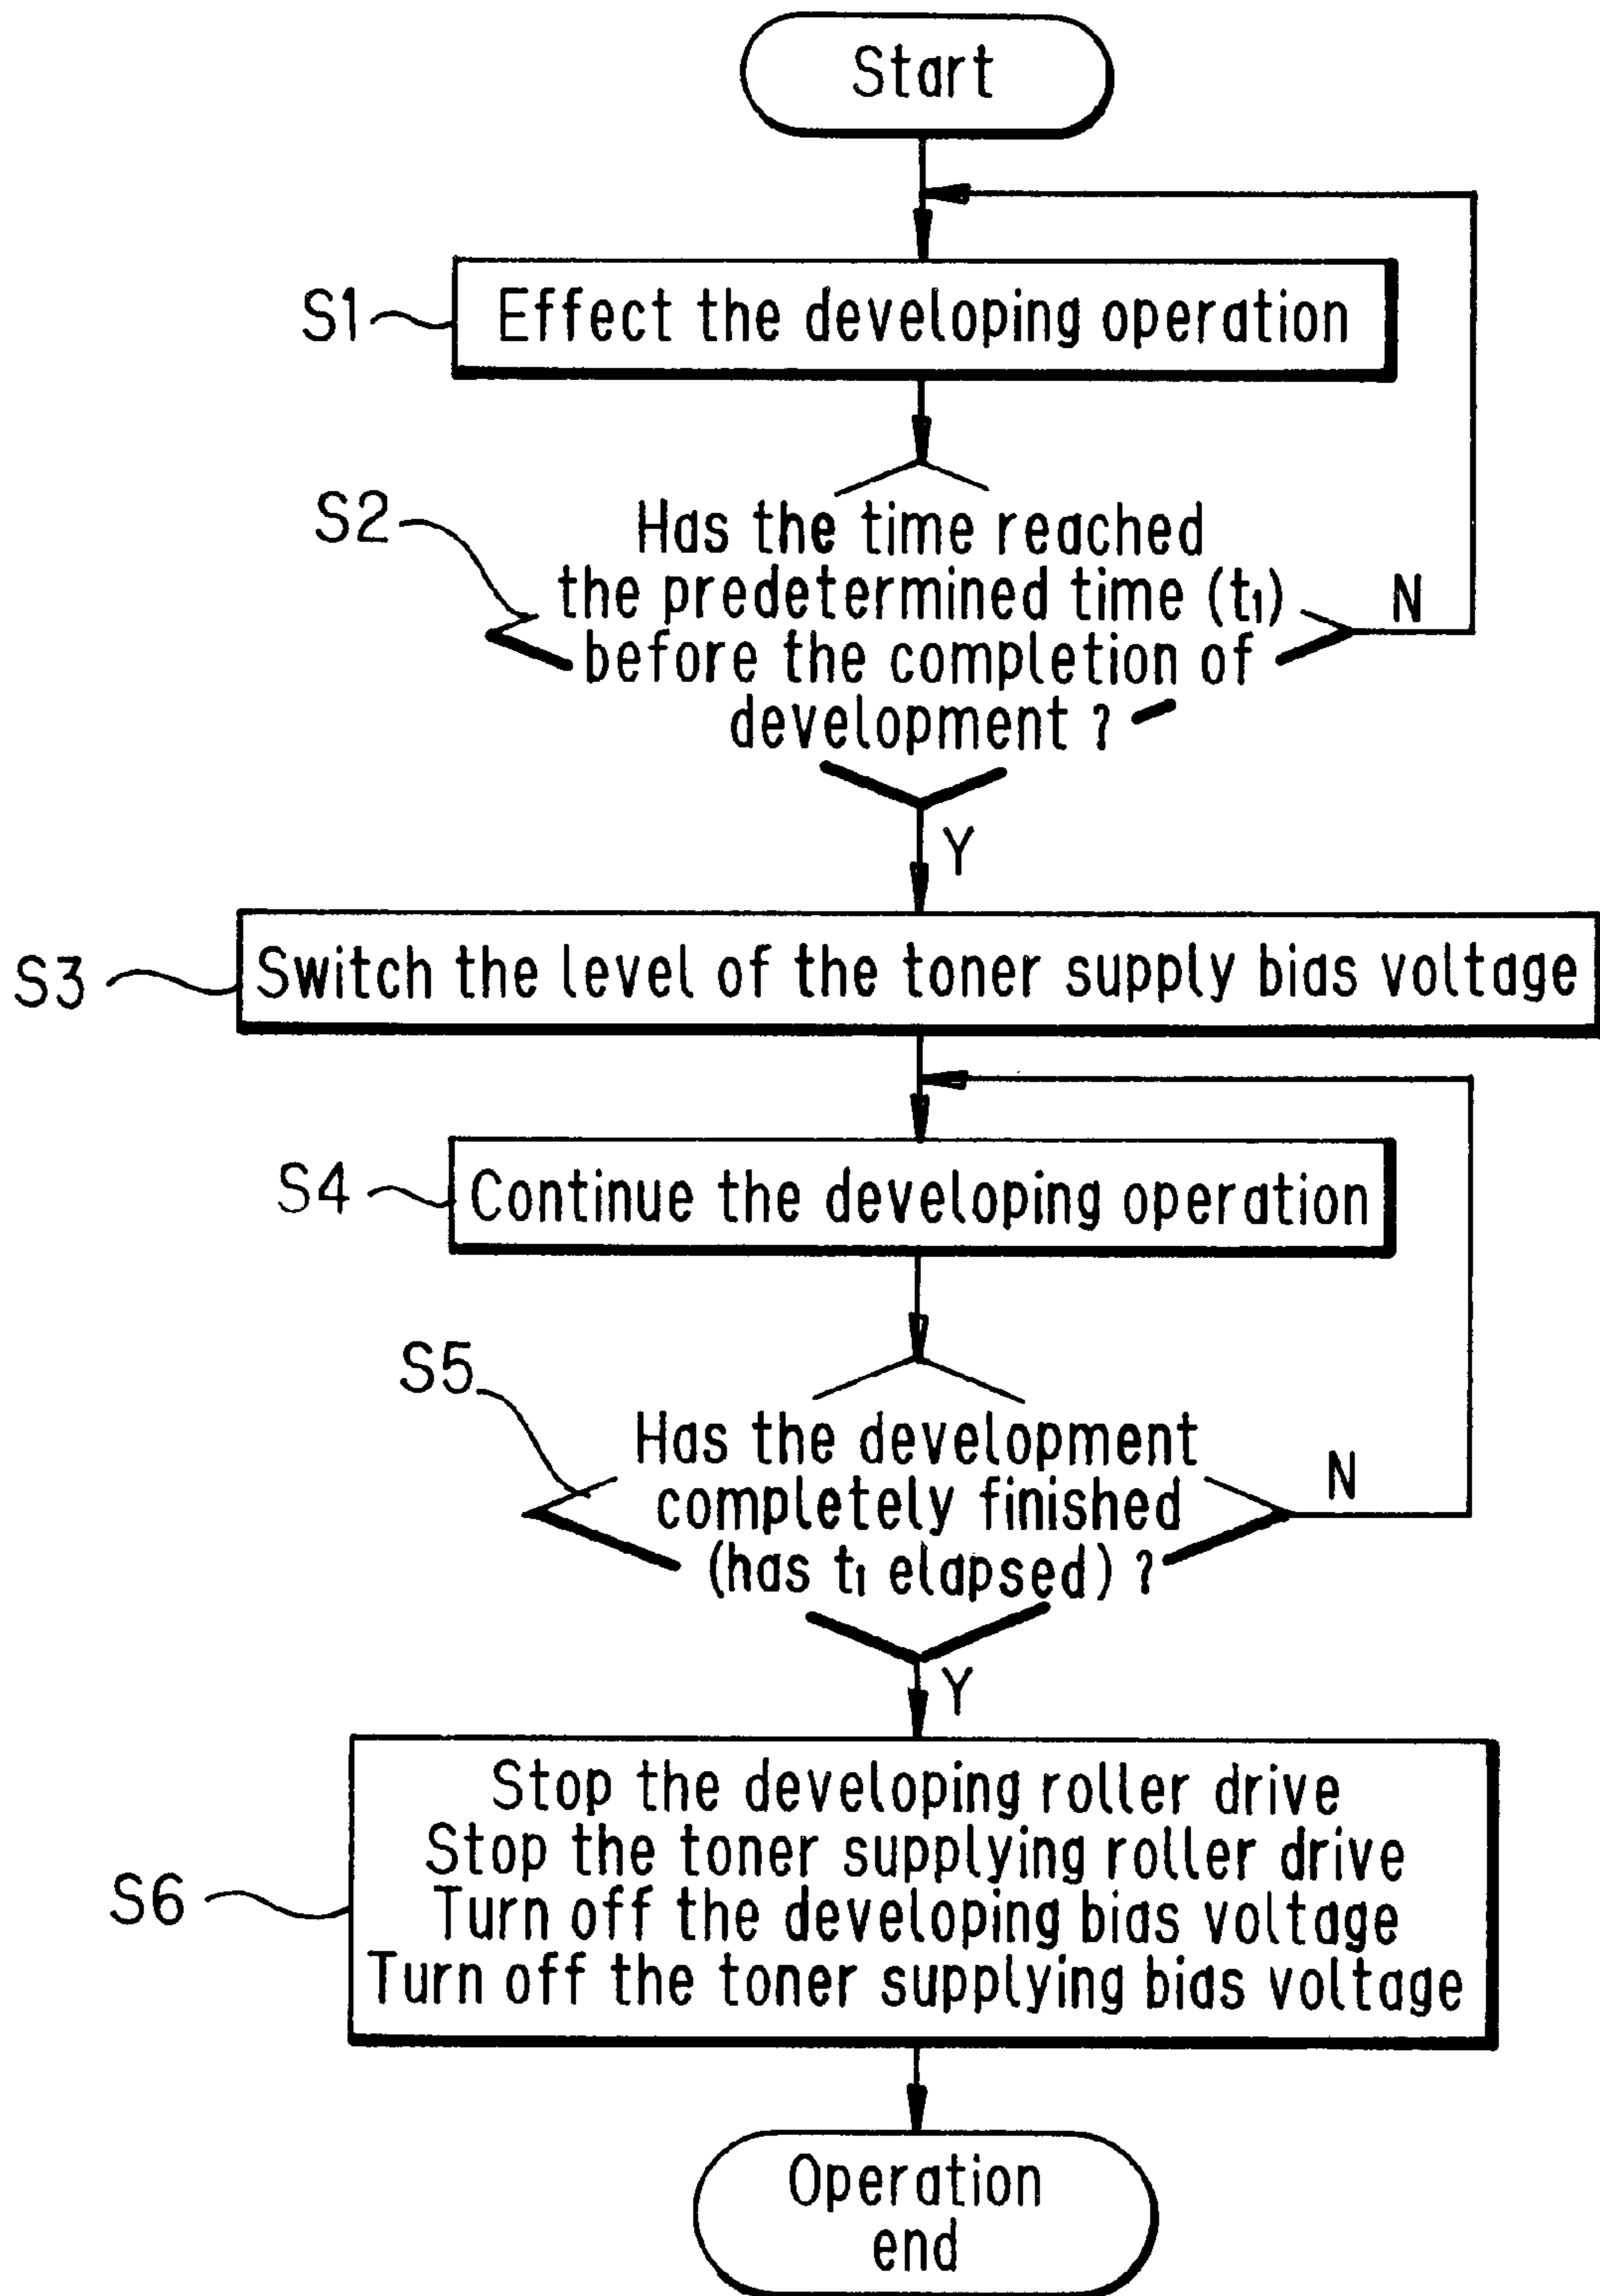 Start
S1
Effect the developing operation
S2
Has the time reached
the predetermined time (t₁)
before the completion of
development ?
N
Y
S3
Switch the level of the toner supply bias voltage
S4
Continue the developing operation
S5
Has the development
completely finished
(has t₁ elapsed) ?
N
Y
S6
Stop the developing roller drive
Stop the toner supplying roller drive
Turn off the developing bias voltage
Turn off the toner supplying bias voltage
Operation
end